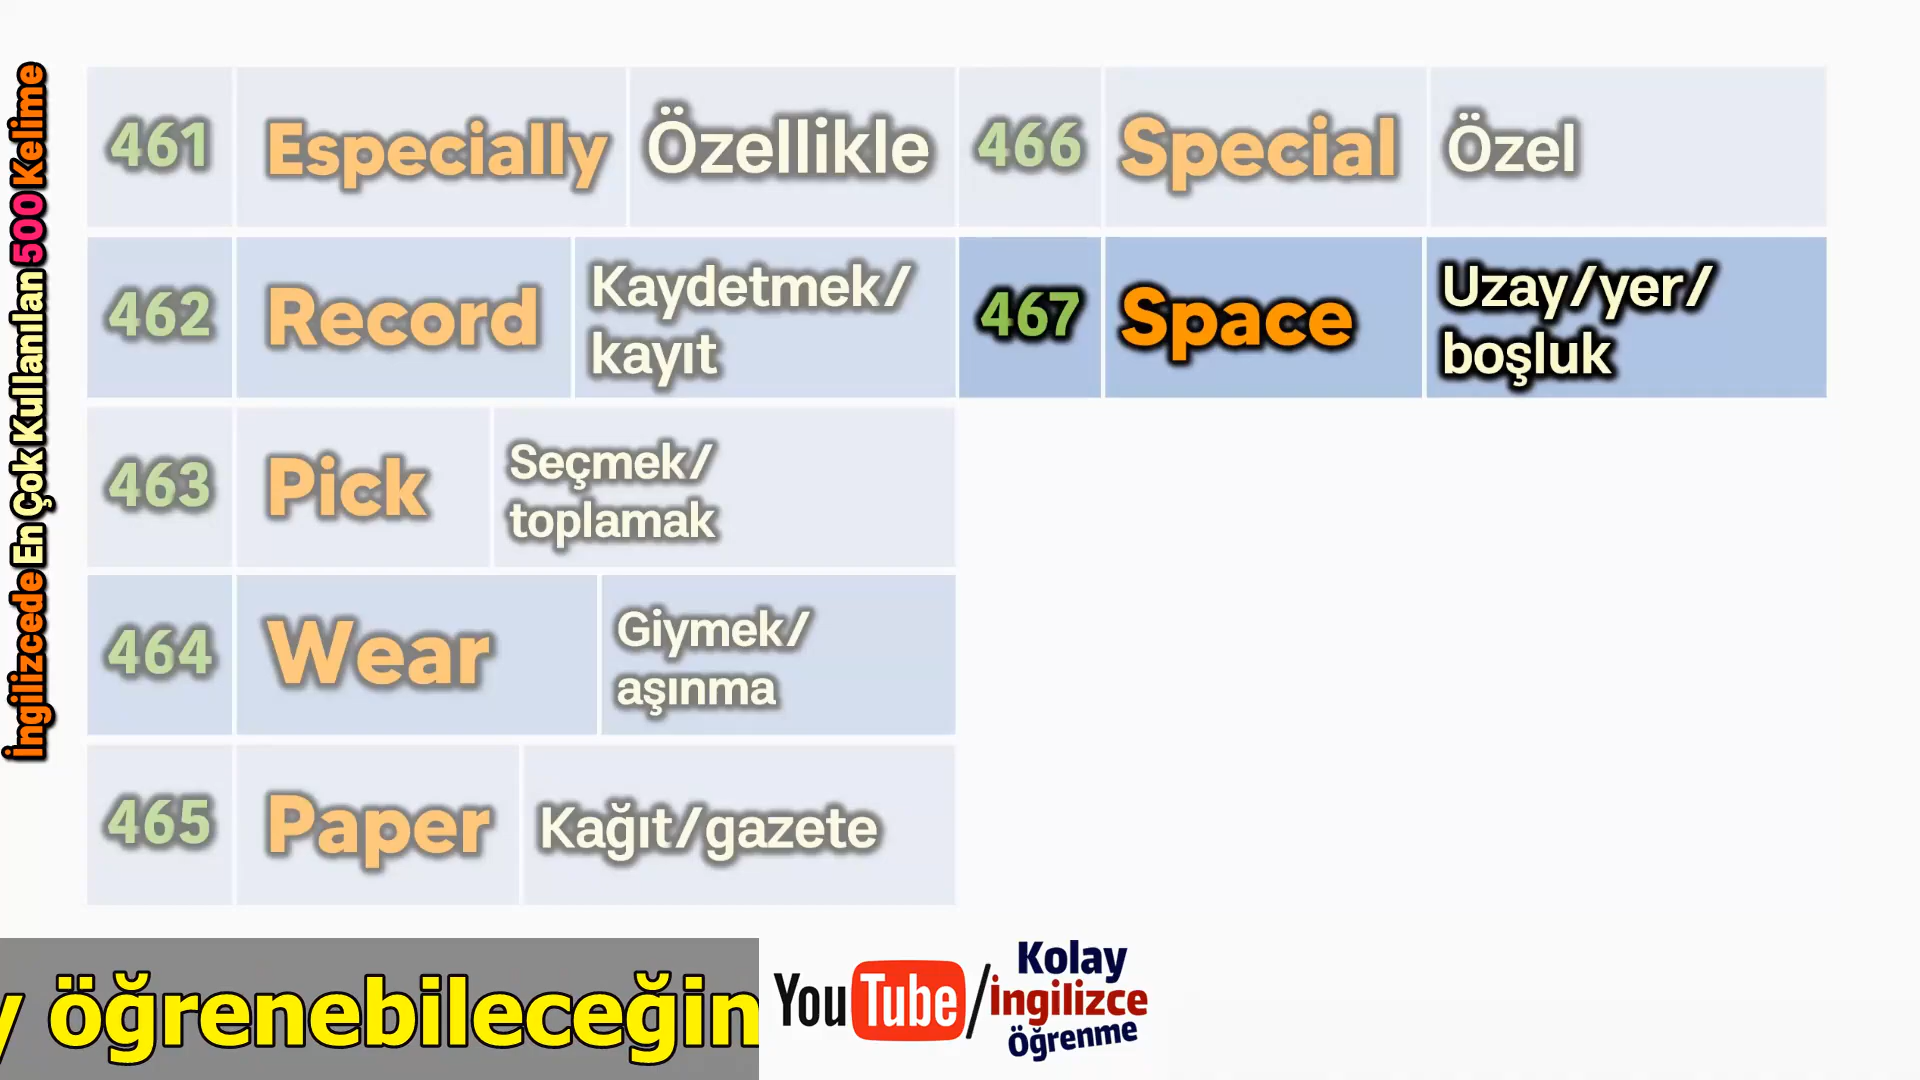 İngilizcede En Çok Kullanılan 500 Kelime
461 Especially Özellikle
462 Record Kaydetmek/
kayıt
463 Pick Seçmek/
toplamak
464 Wear Giymek/
aşınma
465 Paper Kağıt/gazete
466 Special Özel
467 Space Uzay/yer/
boşluk
öğrenebileceğin
YouTube/Kolay
İngilizce
Öğrenme